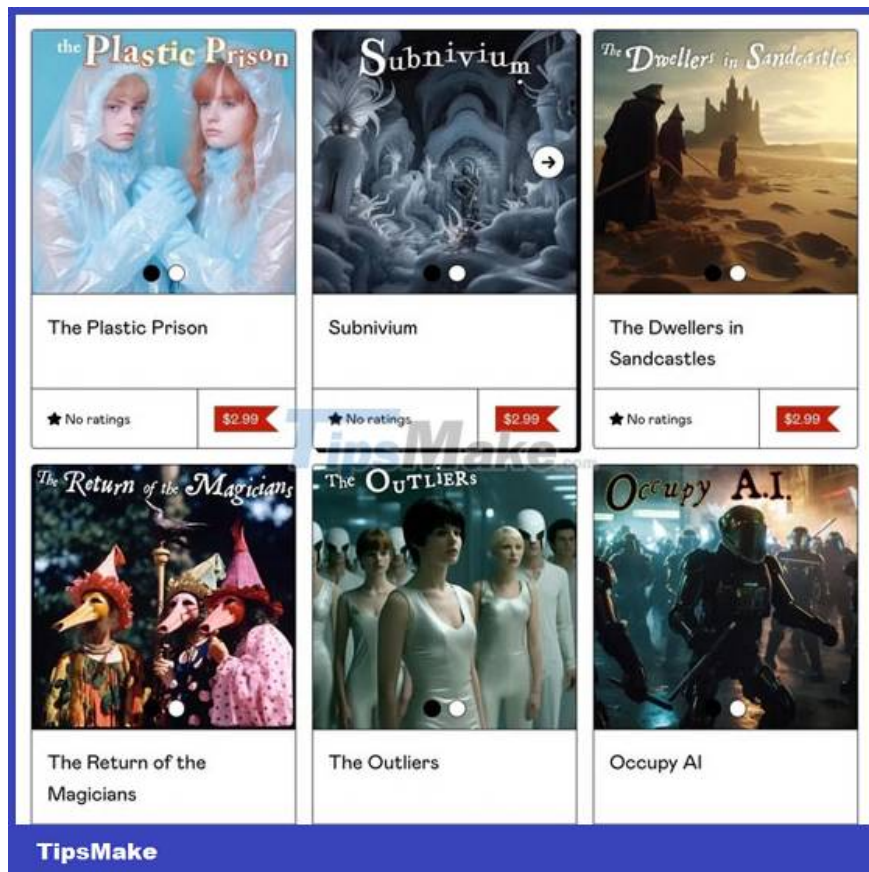 the Plastic Prison
Subnivium
The Dwellers in Sandcastles
The Plastic Prison
Subnivium
The Dwellers in
Sandcastles
No ratings
$2.99
No ratings
$2.99
No ratings
$2.99
TipsMake.com
The Return of the Magicians
The OUTLIERs
Occupy A.I.
The Return of the
Magicians
The Outliers
Occupy AI
TipsMake